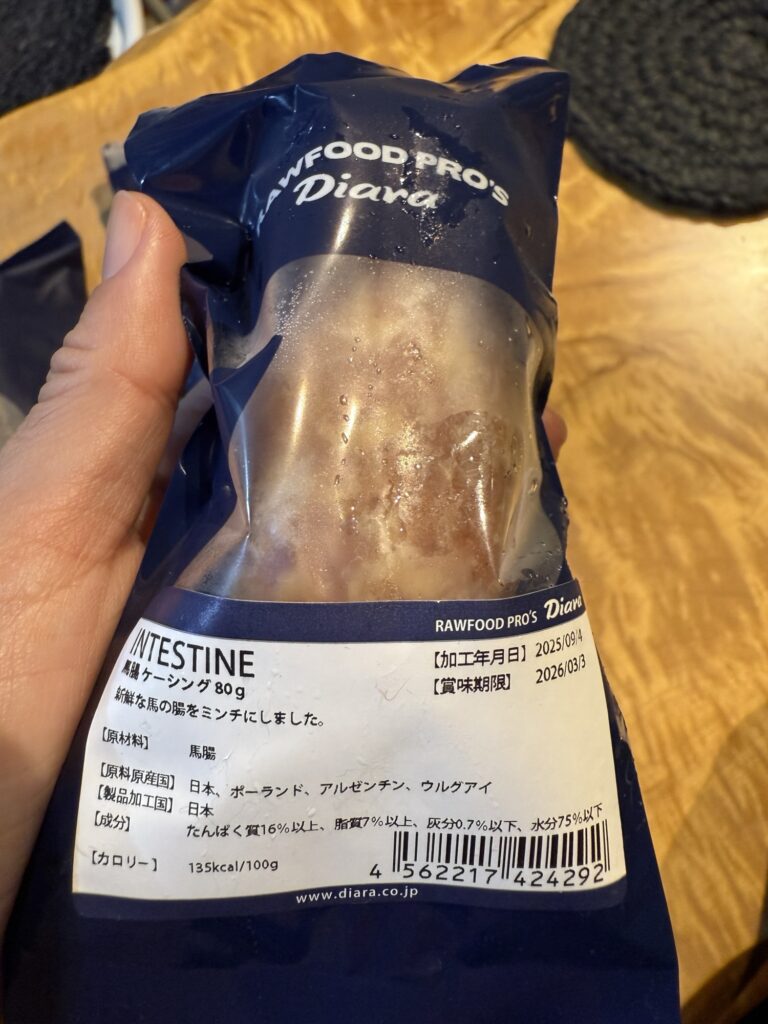 RAWFOOD PRO'S
Diara
RAWFOOD PRO'S Diara
INTESTINE
馬腸 ケーシング 80g
【加工年月日】 2025/09/4
【賞味期限】 2026/03/3
新鮮な馬の腸をミンチにしました。
【原材料】 馬腸
【原料原産国】 日本、ポーランド、アルゼンチン、ウルグアイ
【製品加工国】 日本
【成分】 たんぱく質16%以上、脂質7%以上、灰分0.7%以下、水分75%以下
【カロリー】 135kcal/100g
4 562217 424292
www.diara.co.jp